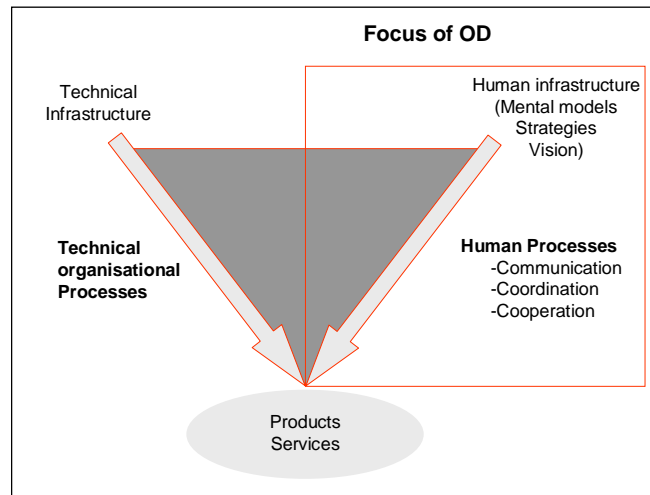 Focus of OD
Technical
Infrastructure
Human infrastructure
(Mental models
Strategies
Vision)
Technical
organisational
Processes
Human Processes
-Communication
-Coordination
-Cooperation
Products
Services